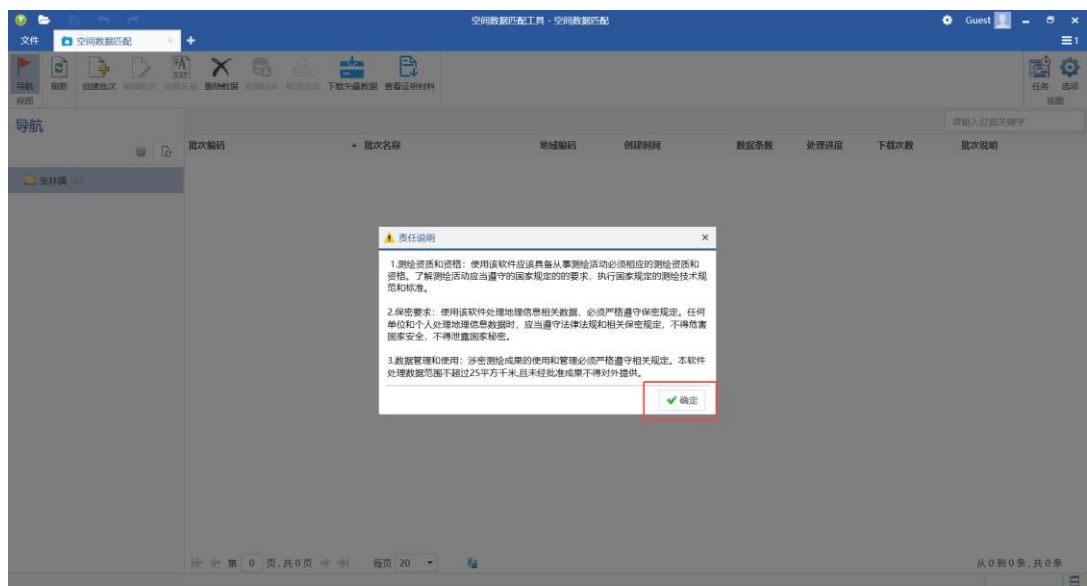 空间数据匹配工具 - 空间数据匹配
Guest
文件
空间数据匹配
1
导航
刷新
创建批次
删除数据
下载矢量数据
查看证明材料
任务
选项
视图
视图
导航
请输入过滤关键字
批次编码
批次名称
地域编码
创建时间
数据条数
处理进度
下载次数
批次说明
宝林镇
责任说明
1.测绘资质和资格：使用该软件应该具备从事测绘活动必须相应的测绘资质和
资格。了解测绘活动应当遵守的国家规定的的要求、执行国家规定的测绘技术规
范和标准。
2.保密要求：使用该软件处理地理信息相关数据，必须严格遵守保密规定。任何
单位和个人处理地理信息数据时，应当遵守法律法规和相关保密规定，不得危害
国家安全，不得泄露国家秘密。
3.数据管理和使用：涉密测绘成果的使用和管理必须严格遵守相关规定。本软件
处理数据范围不超过25平方千米,且未经批准成果不得对外提供。
确定
第 0 页,共 0 页
每页 20
从 0 到 0 条，共 0 条